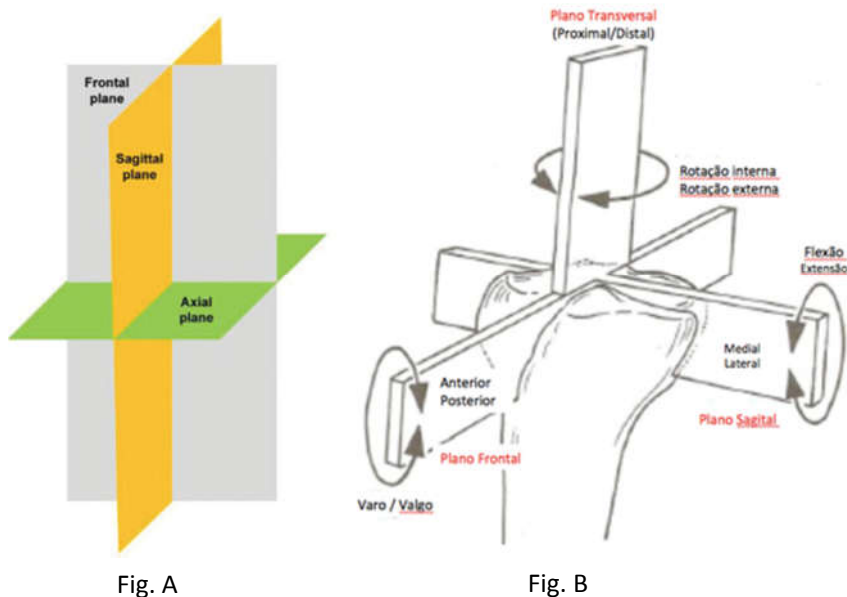 Frontal
plane
Sagittal
plane
Axial
plane
Fig. A
Plano Transversal
(Proximal/Distal)
Rotação interna
Rotação externa
Flexão
Extensão
Medial
Lateral
Plano Sagital
Anterior
Posterior
Plano Frontal
Varo / Valgo
Fig. B